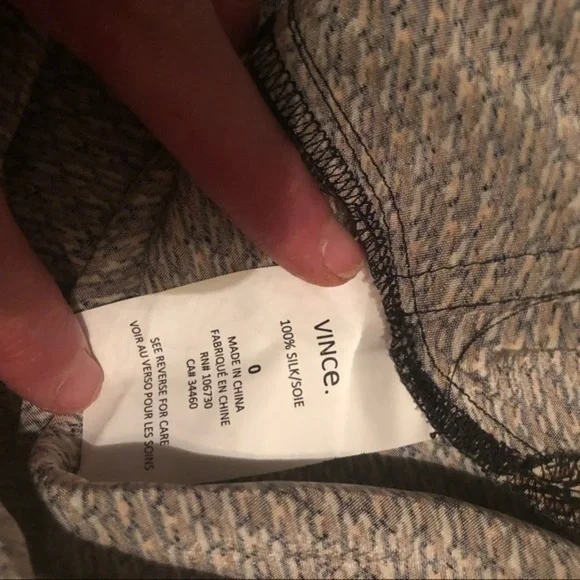 VINCE.
100% SILK/SOIE
0
MADE IN CHINA
FABRIQUÉ EN CHINE
RN# 106730
CA# 34460
SEE REVERSE FOR CARE
VOIR AU VERSO POUR LES SOINS